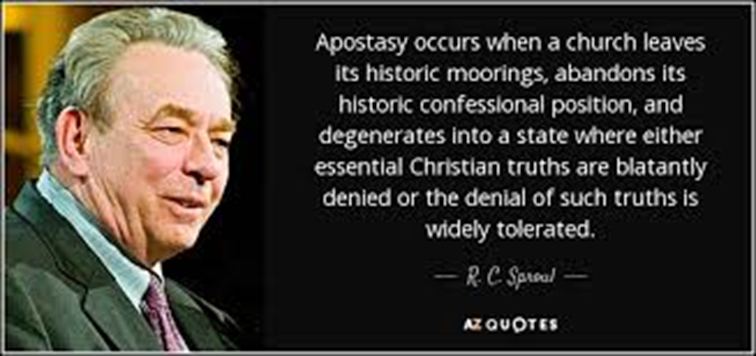 Apostasy occurs when a church leaves
its historic moorings, abandons its
historic confessional position, and
degenerates into a state where either
essential Christian truths are blatantly
denied or the denial of such truths is
widely tolerated.
— R. C. Sproul —
AZ QUOTES